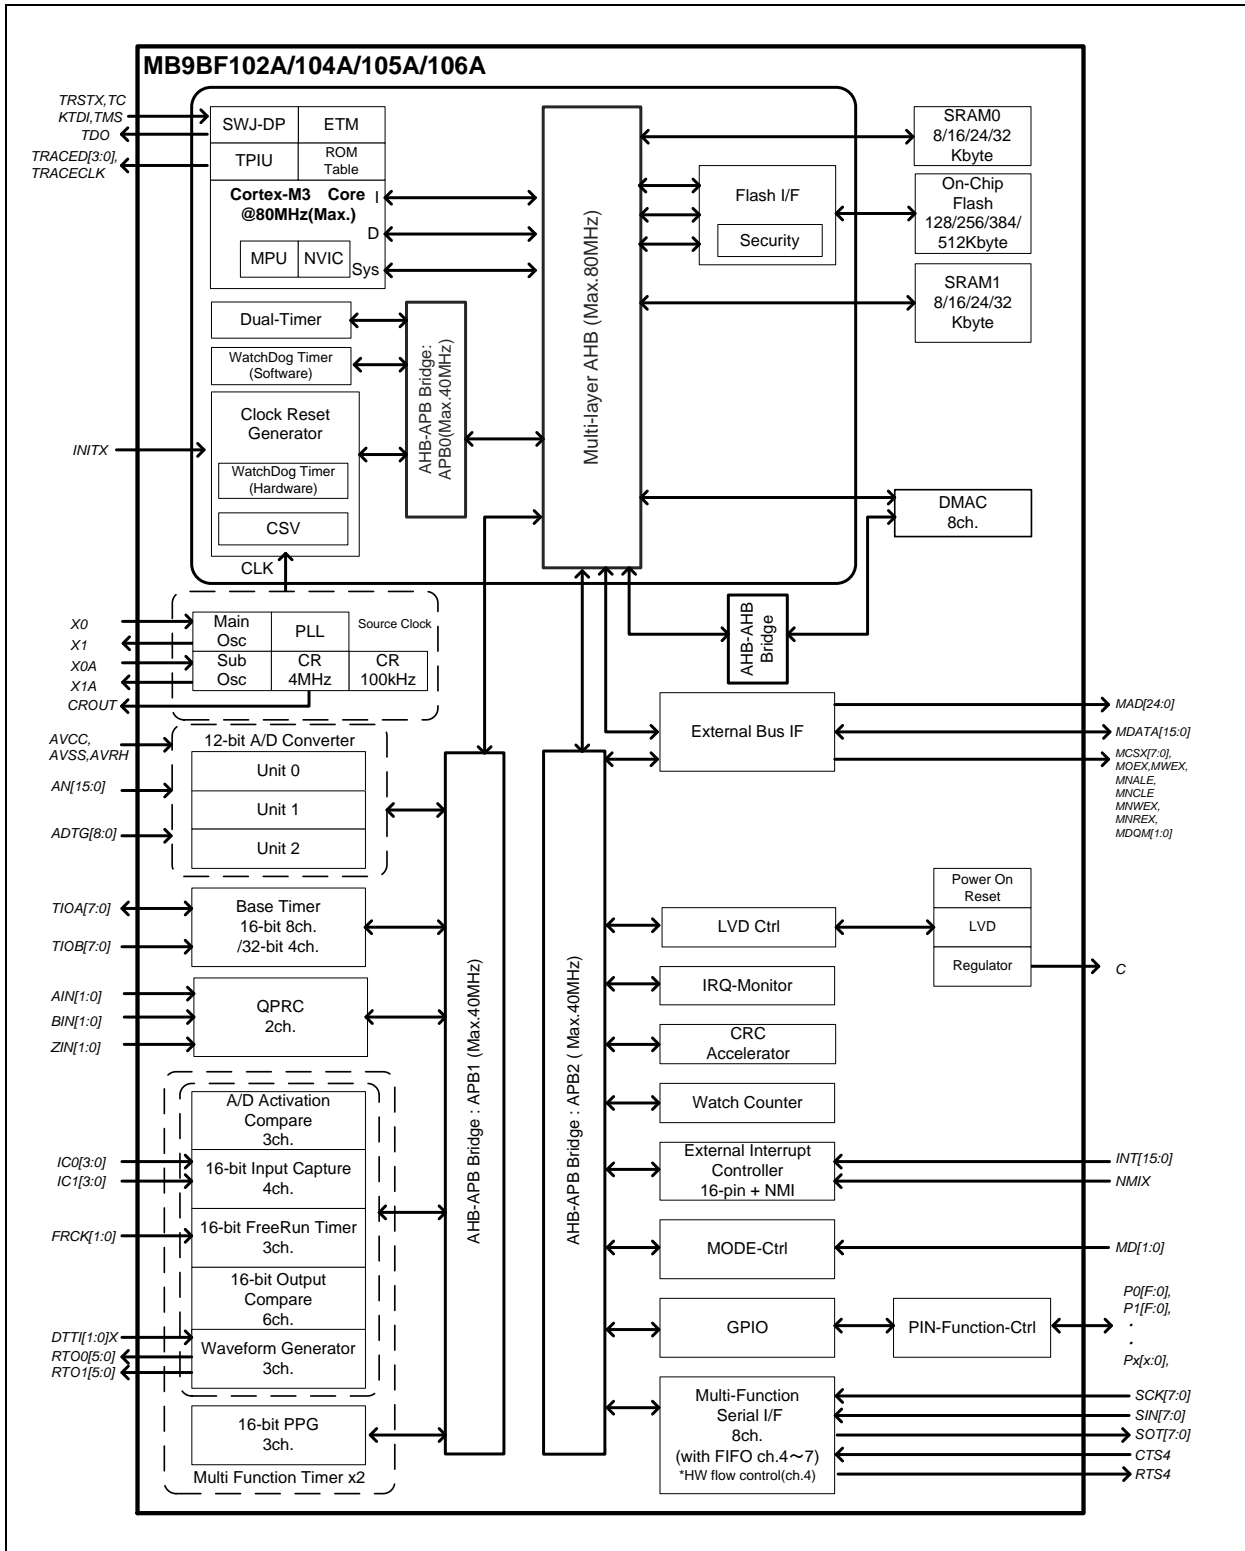 MB9BF102A/104A/105A/106A
TRSTX,TC
KTDI,TMS
TDO
TRACED[3:0],
TRACECLK
SWJ-DP
ETM
TPIU
ROM
Table
Cortex-M3 Core
@80MHz(Max.)
I
D
Sys
MPU
NVIC
Multi-layer AHB (Max.80MHz)
Flash I/F
Security
SRAM0
8/16/24/32
Kbyte
On-Chip
Flash
128/256/384/
512Kbyte
SRAM1
8/16/24/32
Kbyte
Dual-Timer
WatchDog Timer
(Software)
Clock Reset
Generator
WatchDog Timer
(Hardware)
CSV
CLK
INITX
AHB-APB Bridge:
APB0(Max.40MHz)
DMAC
8ch.
AHB-AHB
Bridge
X0
X1
X0A
X1A
CROUT
Main
Osc
PLL
Source Clock
Sub
Osc
CR
4MHz
CR
100kHz
AVCC,
AVSS,AVRH
AN[15:0]
ADTG[8:0]
12-bit A/D Converter
Unit 0
Unit 1
Unit 2
External Bus IF
MAD[24:0]
MDATA[15:0]
MCSX[7:0],
MOEX,MWEX,
MNALE,
MNCLE
MNWEX,
MNREX,
MDQM[1:0]
TIOA[7:0]
TIOB[7:0]
Base Timer
16-bit 8ch.
/32-bit 4ch.
AIN[1:0]
BIN[1:0]
ZIN[1:0]
QPRC
2ch.
AHB-APB Bridge : APB1 (Max.40MHz)
AHB-APB Bridge : APB2 ( Max.40MHz)
LVD Ctrl
Power On
Reset
LVD
Regulator
C
IRQ-Monitor
CRC
Accelerator
Watch Counter
External Interrupt
Controller
16-pin + NMI
INT[15:0]
NMIX
MODE-Ctrl
MD[1:0]
GPIO
PIN-Function-Ctrl
P0[F:0],
P1[F:0],
・
・
Px[x:0],
Multi-Function
Serial I/F
8ch.
(with FIFO ch.4～7)
*HW flow control(ch.4)
SCK[7:0]
SIN[7:0]
SOT[7:0]
CTS4
RTS4
IC0[3:0]
IC1[3:0]
FRCK[1:0]
DTTI[1:0]X
RTO0[5:0]
RTO1[5:0]
A/D Activation
Compare
3ch.
16-bit Input Capture
4ch.
16-bit FreeRun Timer
3ch.
16-bit Output
Compare
6ch.
Waveform Generator
3ch.
16-bit PPG
3ch.
Multi Function Timer x2